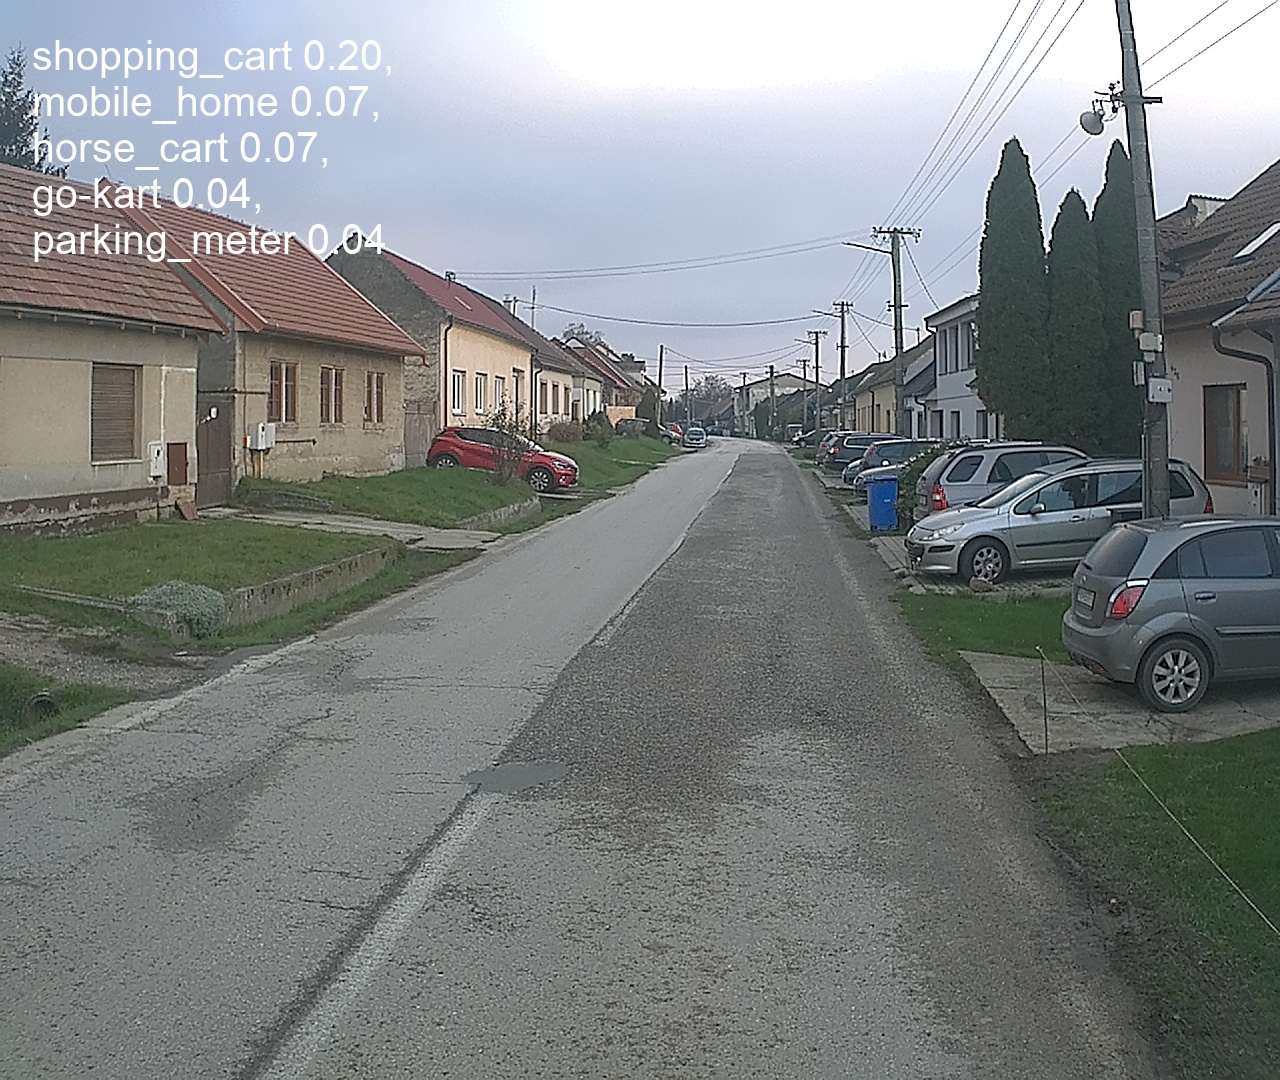 shopping_cart 0.20,
mobile_home 0.07,
horse_cart 0.07,
go-kart 0.04,
parking_meter 0.04